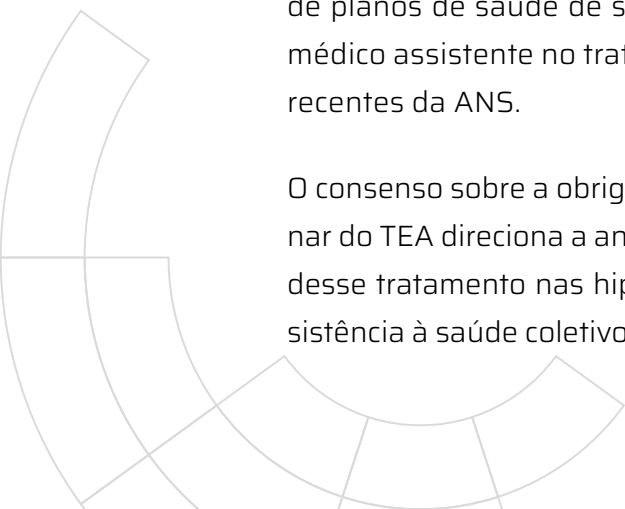 de planos de saúde de s
médico assistente no trat
recentes da ANS.
O consenso sobre a obrig
nar do TEA direciona a an
desse tratamento nas hip
sistência à saúde coletivo